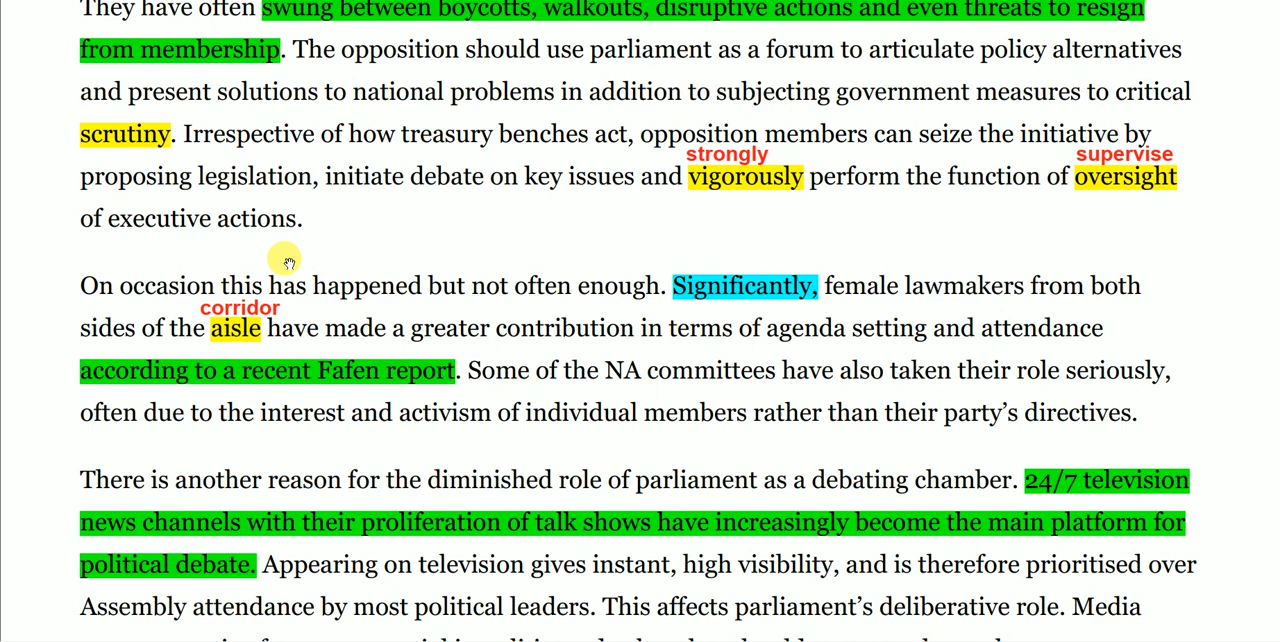 They have often swung between boycotts, walkouts, disruptive actions and even threats to resign
from membership. The opposition should use parliament as a forum to articulate policy alternatives
and present solutions to national problems in addition to subjecting government measures to critical
scrutiny. Irrespective of how treasury benches act, opposition members can seize the initiative by
strongly supervise
proposing legislation, initiate debate on key issues and vigorously perform the function of oversight
of executive actions.
On occasion this has happened but not often enough. Significantly, female lawmakers from both
corridor
sides of the aisle have made a greater contribution in terms of agenda setting and attendance
according to a recent Fafen report. Some of the NA committees have also taken their role seriously,
often due to the interest and activism of individual members rather than their party’s directives.
There is another reason for the diminished role of parliament as a debating chamber. 24/7 television
news channels with their proliferation of talk shows have increasingly become the main platform for
political debate. Appearing on television gives instant, high visibility, and is therefore prioritised over
Assembly attendance by most political leaders. This affects parliament’s deliberative role. Media